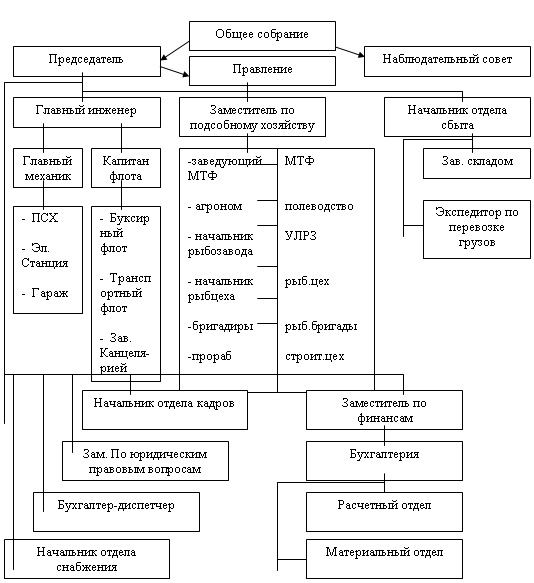 Общее собрание
Председатель
Наблюдательный совет
Правление
Главный инженер
Заместитель по
подсобному хозяйству
Начальник отдела
сбыта
Главный
механик
Капитан
флота
-заведующий
МТФ
МТФ
Зав. складом
- ПСХ
- Эл.
Станция
- Гараж
- Буксир
ный
флот
- Трансп
ортный
флот
- Зав.
Канцеля-
рией
- агроном
полеводство
- начальник
рыбозавода
УЛРЗ
- начальник
рыбцеха
рыб.цех
-бригадиры
рыб.бригады
-прораб
строит.цех
Экспедитор по
перевозке
грузов
Начальник отдела кадров
Заместитель по
финансам
Зам. По юридическим
правовым вопросам
Бухгалтерия
Бухгалтер-диспетчер
Расчетный отдел
Начальник отдела
снабжения
Материальный отдел